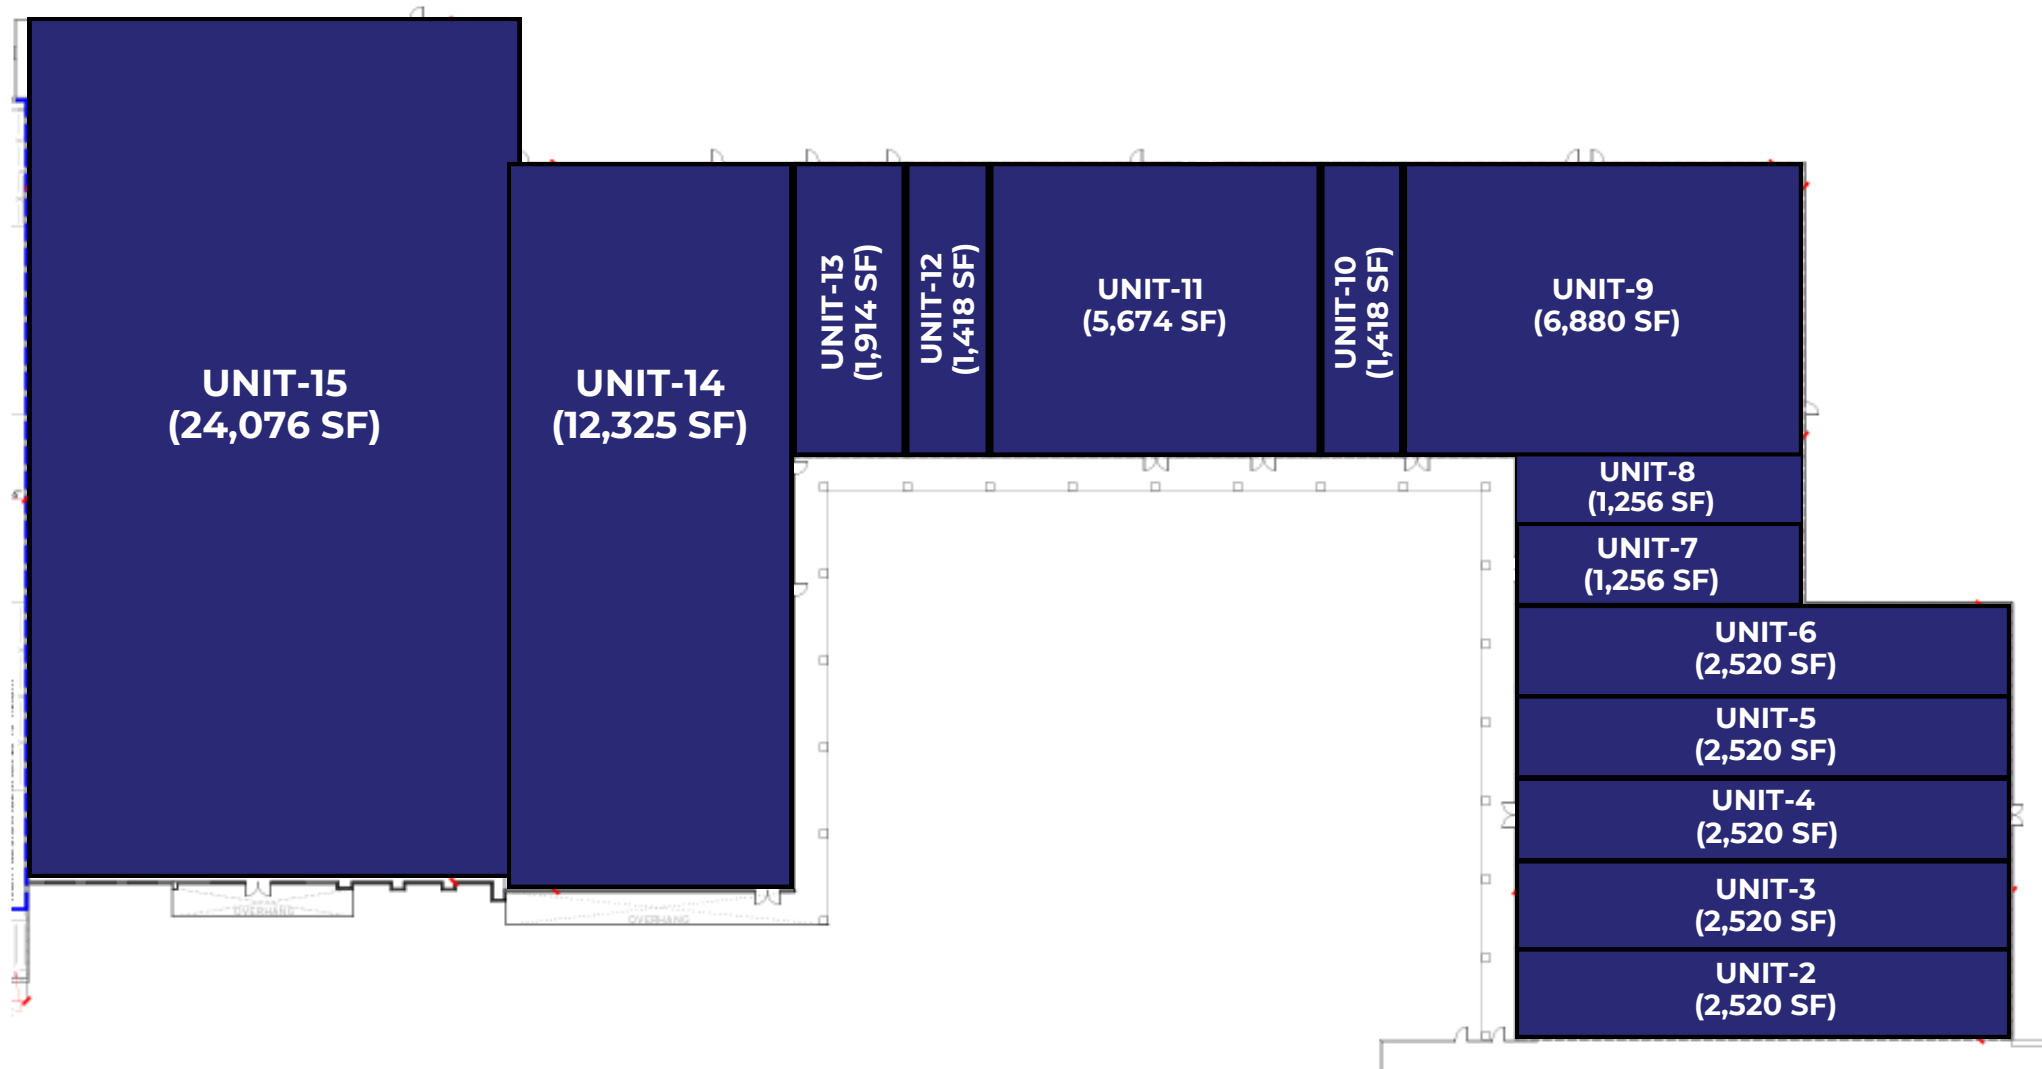 UNIT-15
(24,076 SF)
UNIT-14
(12,325 SF)
UNIT-13
(1,914 SF)
UNIT-12
(1,418 SF)
UNIT-11
(5,674 SF)
UNIT-10
(1,418 SF)
UNIT-9
(6,880 SF)
UNIT-8
(1,256 SF)
UNIT-7
(1,256 SF)
UNIT-6
(2,520 SF)
UNIT-5
(2,520 SF)
UNIT-4
(2,520 SF)
UNIT-3
(2,520 SF)
UNIT-2
(2,520 SF)
OVERHANG
OVERHANG